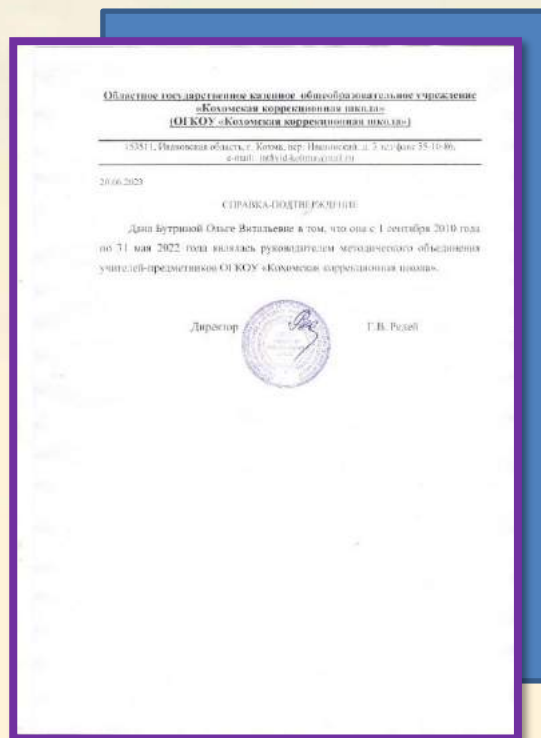 Областное государственное казенное общеобразовательное учреждение
«Кохомская коррекционная школа»
(ОГКОУ «Кохомская коррекционная школа»)
153511, Ивановская область, г. Кохма, пер. Ивановский, д. 3 тел/факс 55-10-86,
e-mail:
20.06.2023
СПРАВКА-ПОДТВЕРЖДЕНИЕ
Дана Бутриной Ольге Витальевне в том, что она с 1 сентября 2010 года
по 31 мая 2022 года являлась руководителем методического объединения
учителей-предметников ОГКОУ «Кохомская коррекционная школа».
Директор Г.В. Редей